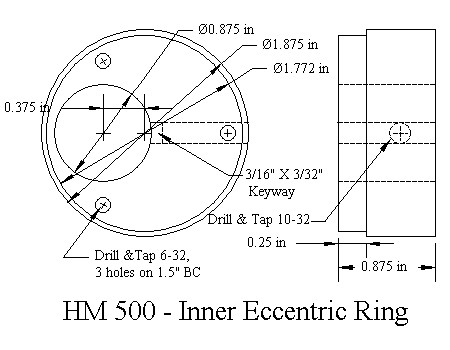 Ø0.875 in
Ø1.875 in
Ø1.772 in
0.375 in
3/16" X 3/32"
Keyway
Drill & Tap 10-32
0.25 in
Drill &Tap 6-32,
3 holes on 1.5" BC
0.875 in
HM 500 - Inner Eccentric Ring